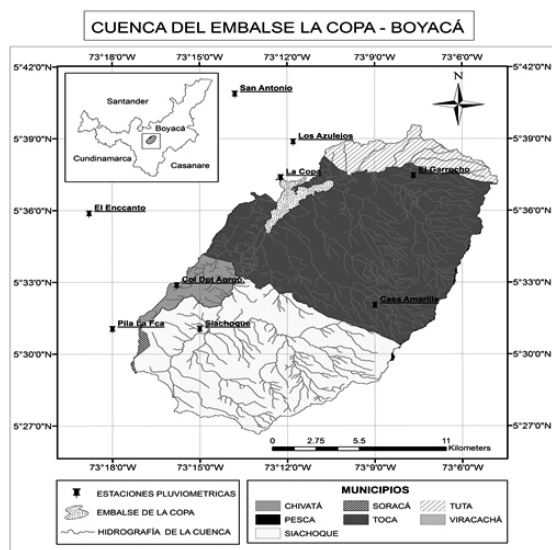 CUENCA DEL EMBALSE LA COPA - BOYACÁ
73°18'0"W 73°15'0"W 73°12'0"W 73°9'0"W 73°6'0"W
5°42'0"N 5°42'0"N
Santander
Boyacá
Cundinamarca
Casanare
San Antonio
N
5°39'0"N 5°39'0"N
Los Azulejos
La Copa
El Garrocho
5°36'0"N 5°36'0"N
El Enccanto
5°33'0"N 5°33'0"N
Col Dpt Agroo
Casa Amarilla
Pila La Fca
Siachoque
5°30'0"N 5°30'0"N
5°27'0"N 5°27'0"N
0 2.75 5.5 11
Kilometers
73°18'0"W 73°15'0"W 73°12'0"W 73°9'0"W 73°6'0"W
ESTACIONES PLUVIOMETRICAS
EMBALSE DE LA COPA
HIDROGRAFÍA DE LA CUENCA
MUNICIPIOS
CHIVATÁ SORACÁ TUTA
PESCA TOCA VIRACACHÁ
SIACHOQUE